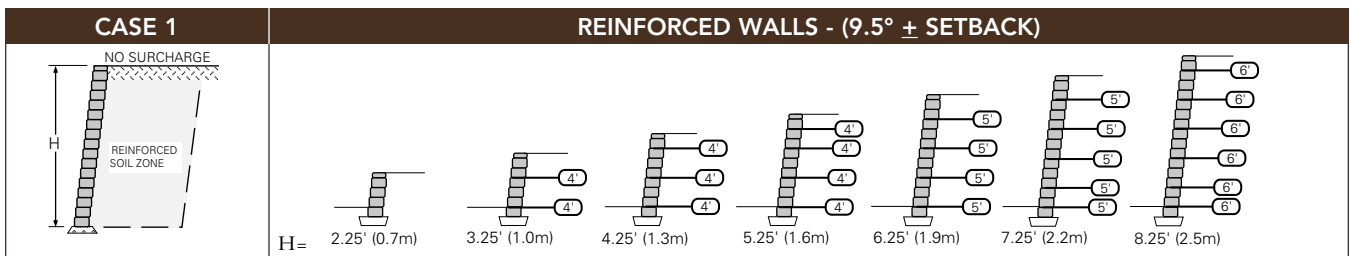 CASE 1
REINFORCED WALLS - (9.5° ± SETBACK)
NO SURCHARGE
H
REINFORCED
SOIL ZONE
H=
2.25' (0.7m)
4'
4'
3.25' (1.0m)
4'
4'
4'
4.25' (1.3m)
4'
4'
4'
4'
5.25' (1.6m)
5'
5'
5'
5'
6.25' (1.9m)
5'
5'
5'
5'
5'
7.25' (2.2m)
6'
6'
6'
6'
6'
6'
8.25' (2.5m)